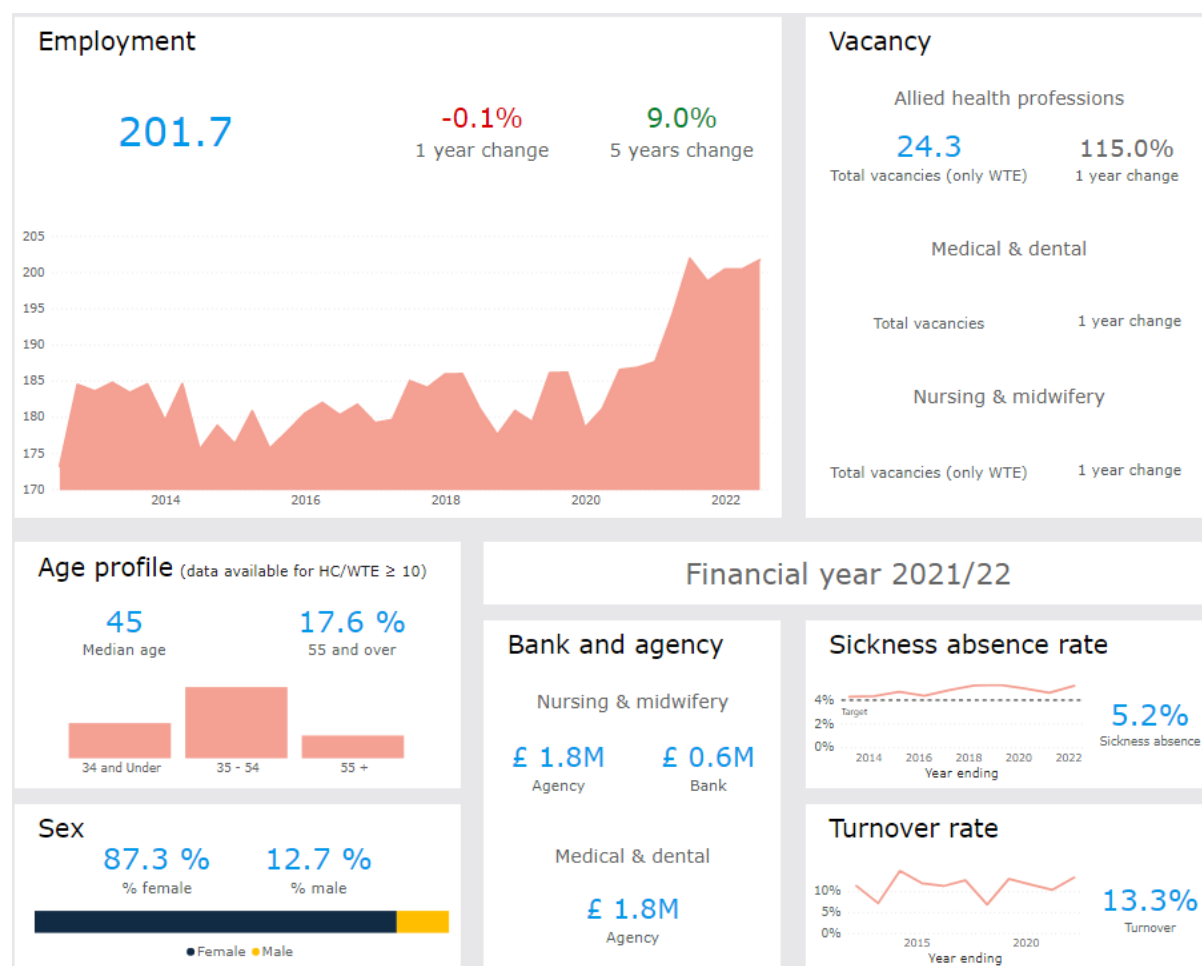 Employment
201.7
-0.1%
1 year change
9.0%
5 years change
205
200
195
190
185
180
175
170
2014 2016 2018 2020 2022
Vacancy
Allied health professions
24.3
Total vacancies (only WTE)
115.0%
1 year change
Medical & dental
Total vacancies
1 year change
Nursing & midwifery
Total vacancies (only WTE)
1 year change
Age profile (data available for HC/WTE ≥ 10)
45
Median age
17.6 %
55 and over
34 and Under 35 - 54 55 +
Sex
87.3 %
% female
12.7 %
% male
Female Male
Financial year 2021/22
Bank and agency
Nursing & midwifery
£ 1.8M
Agency
£ 0.6M
Bank
Medical & dental
£ 1.8M
Agency
Sickness absence rate
4%
Target
2%
0%
2014 2016 2018 2020 2022
Year ending
5.2%
Sickness absence
Turnover rate
10%
5%
0%
2015 2020
Year ending
13.3%
Turnover